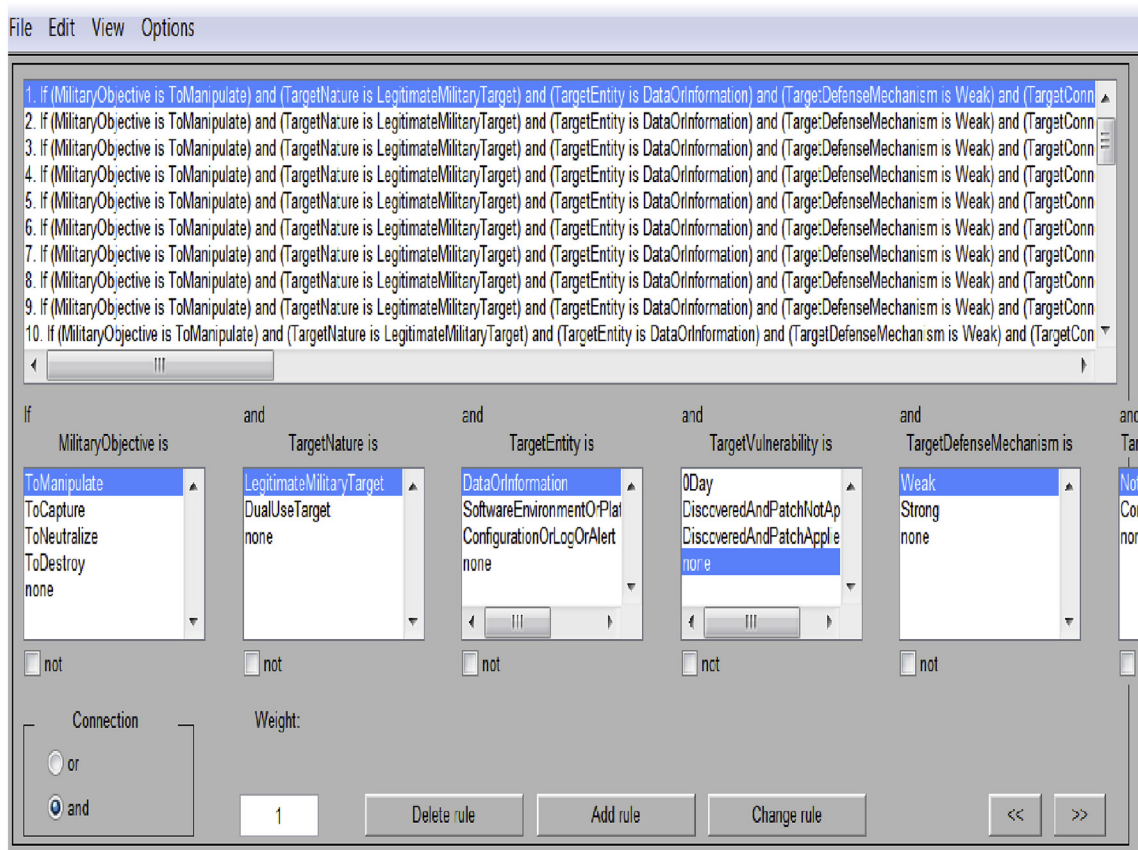 File Edit View Options
1. If (MilitaryObjective is ToManipulate) and (TargetNature is LegitimateMilitaryTarget) and (TargetEntity is DataOrInformation) and (TargetDefenseMechanism is Weak) and (TargetConn
2. If (MilitaryObjective is ToManipulate) and (TargetNature is LegitimateMilitaryTarget) and (TargetEntity is DataOrInformation) and (TargetDefenseMechanism is Weak) and (TargetConn
3. If (MilitaryObjective is ToManipulate) and (TargetNature is LegitimateMilitaryTarget) and (TargetEntity is DataOrInformation) and (TargetDefenseMechanism is Weak) and (TargetConn
4. If (MilitaryObjective is ToManipulate) and (TargetNature is LegitimateMilitaryTarget) and (TargetEntity is DataOrInformation) and (TargetDefenseMechanism is Weak) and (TargetConn
5. If (MilitaryObjective is ToManipulate) and (TargetNature is LegitimateMilitaryTarget) and (TargetEntity is DataOrInformation) and (TargetDefenseMechanism is Weak) and (TargetConn
6. If (MilitaryObjective is ToManipulate) and (TargetNature is LegitimateMilitaryTarget) and (TargetEntity is DataOrInformation) and (TargetDefenseMechanism is Weak) and (TargetConn
7. If (MilitaryObjective is ToManipulate) and (TargetNature is LegitimateMilitaryTarget) and (TargetEntity is DataOrInformation) and (TargetDefenseMechanism is Weak) and (TargetConn
8. If (MilitaryObjective is ToManipulate) and (TargetNature is LegitimateMilitaryTarget) and (TargetEntity is DataOrInformation) and (TargetDefenseMechanism is Weak) and (TargetConn
9. If (MilitaryObjective is ToManipulate) and (TargetNature is LegitimateMilitaryTarget) and (TargetEntity is DataOrInformation) and (TargetDefenseMechanism is Weak) and (TargetConn
10. If (MilitaryObjective is ToManipulate) and (TargetNature is LegitimateMilitaryTarget) and (TargetEntity is DataOrInformation) and (TargetDefenseMechanism is Weak) and (TargetCon
If and and and and and
MilitaryObjective is TargetNature is TargetEntity is TargetVulnerability is TargetDefenseMechanism is Tar
ToManipulate LegitimateMilitaryTarget DataOrInformation 0Day Weak Not
ToCapture DualUseTarget SoftwareEnvironmentOrPlat DiscoveredAndPatchNotAp Strong Con
ToNeutralize none ConfigurationOrLogOrAlert DiscoveredAndPatchApplie none non
ToDestroy none none
none
not not not not not
Connection Weight:
or
and 1 Delete rule Add rule Change rule << >>